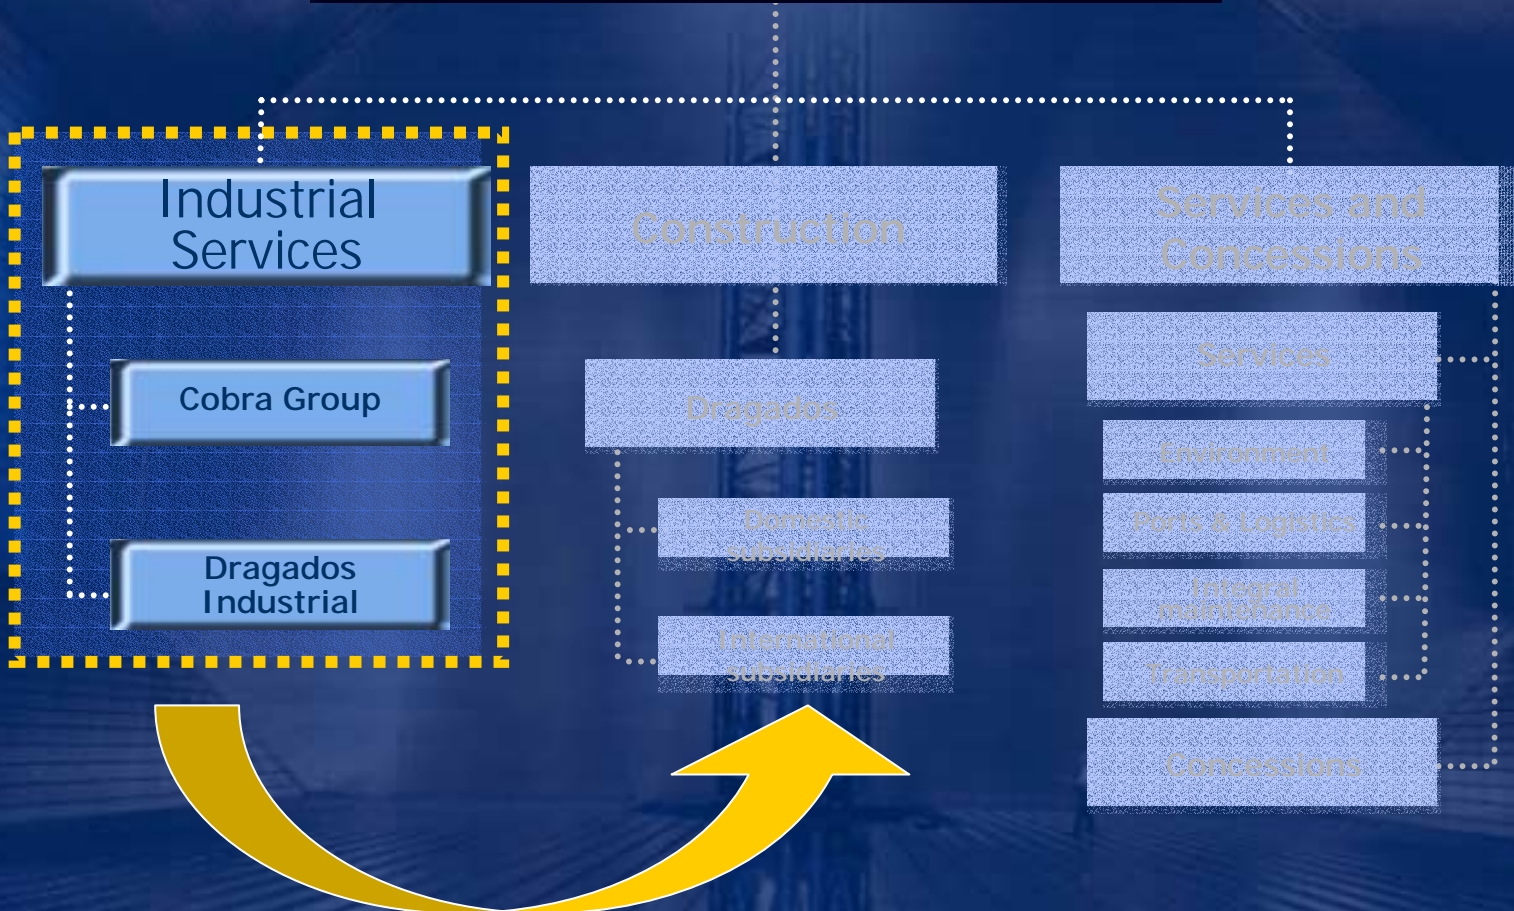 Industrial
Services
Cobra Group
Dragados
Industrial
Construction
Dragados
Domestic
subsidiaries
International
subsidiaries
Services and
Concessions
Services
Environment
Ports & Logistics
Integral
maintenance
Transportation
Concessions